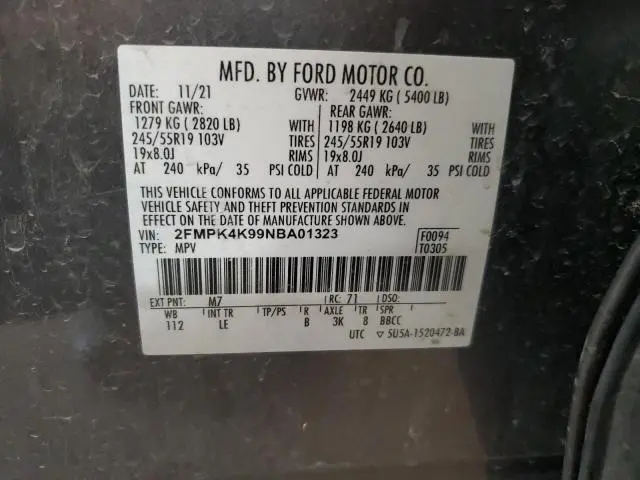 MFD. BY FORD MOTOR CO.
DATE: 11/21 GVWR: 2449 KG ( 5400 LB)
FRONT GAWR: REAR GAWR:
1279 KG ( 2820 LB) WITH 1198 KG ( 2640 LB) WITH
245/55R19 103V TIRES 245/55R19 103V TIRES
19x8.0J RIMS 19x8.0J RIMS
AT 240 kPa/ 35 PSI COLD AT 240 kPa/ 35 PSI COLD
THIS VEHICLE CONFORMS TO ALL APPLICABLE FEDERAL MOTOR
VEHICLE SAFETY AND THEFT PREVENTION STANDARDS IN
EFFECT ON THE DATE OF MANUFACTURE SHOWN ABOVE.
VIN: 2FMPK4K99NBA01323 F0094
TYPE: MPV T0305
EXT PNT: M7 RC: 71 DSO:
WB INT TR TP/PS R AXLE TR SPR
112 LE B 3K 8 BBCC
UTC ▽ 5U5A-1520472-BA